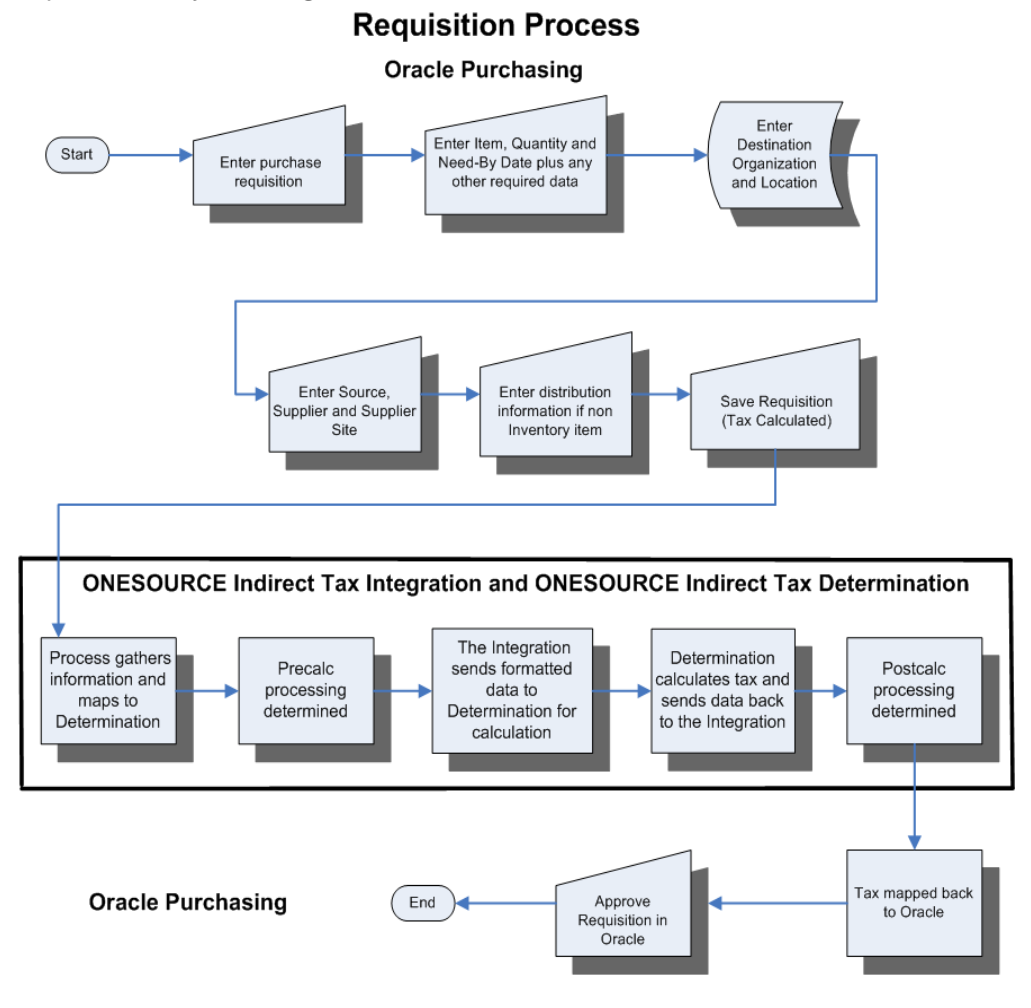 Requisition Process
Oracle Purchasing
Start
Enter purchase
requisition
Enter Item, Quantity and
Need-By Date plus any
other required data
Enter
Destination
Organization
and Location
Enter Source,
Supplier and Supplier
Site
Enter distribution
information if non
Inventory item
Save Requisition
(Tax Calculated)
ONESOURCE Indirect Tax Integration and ONESOURCE Indirect Tax Determination
Process gathers
information and
maps to
Determination
Precalc
processing
determined
The Integration
sends formatted
data to
Determination for
calculation
Determination
calculates tax and
sends data back
to the Integration
Postcalc
processing
determined
Oracle Purchasing
End
Approve
Requisition in
Oracle
Tax mapped back
to Oracle